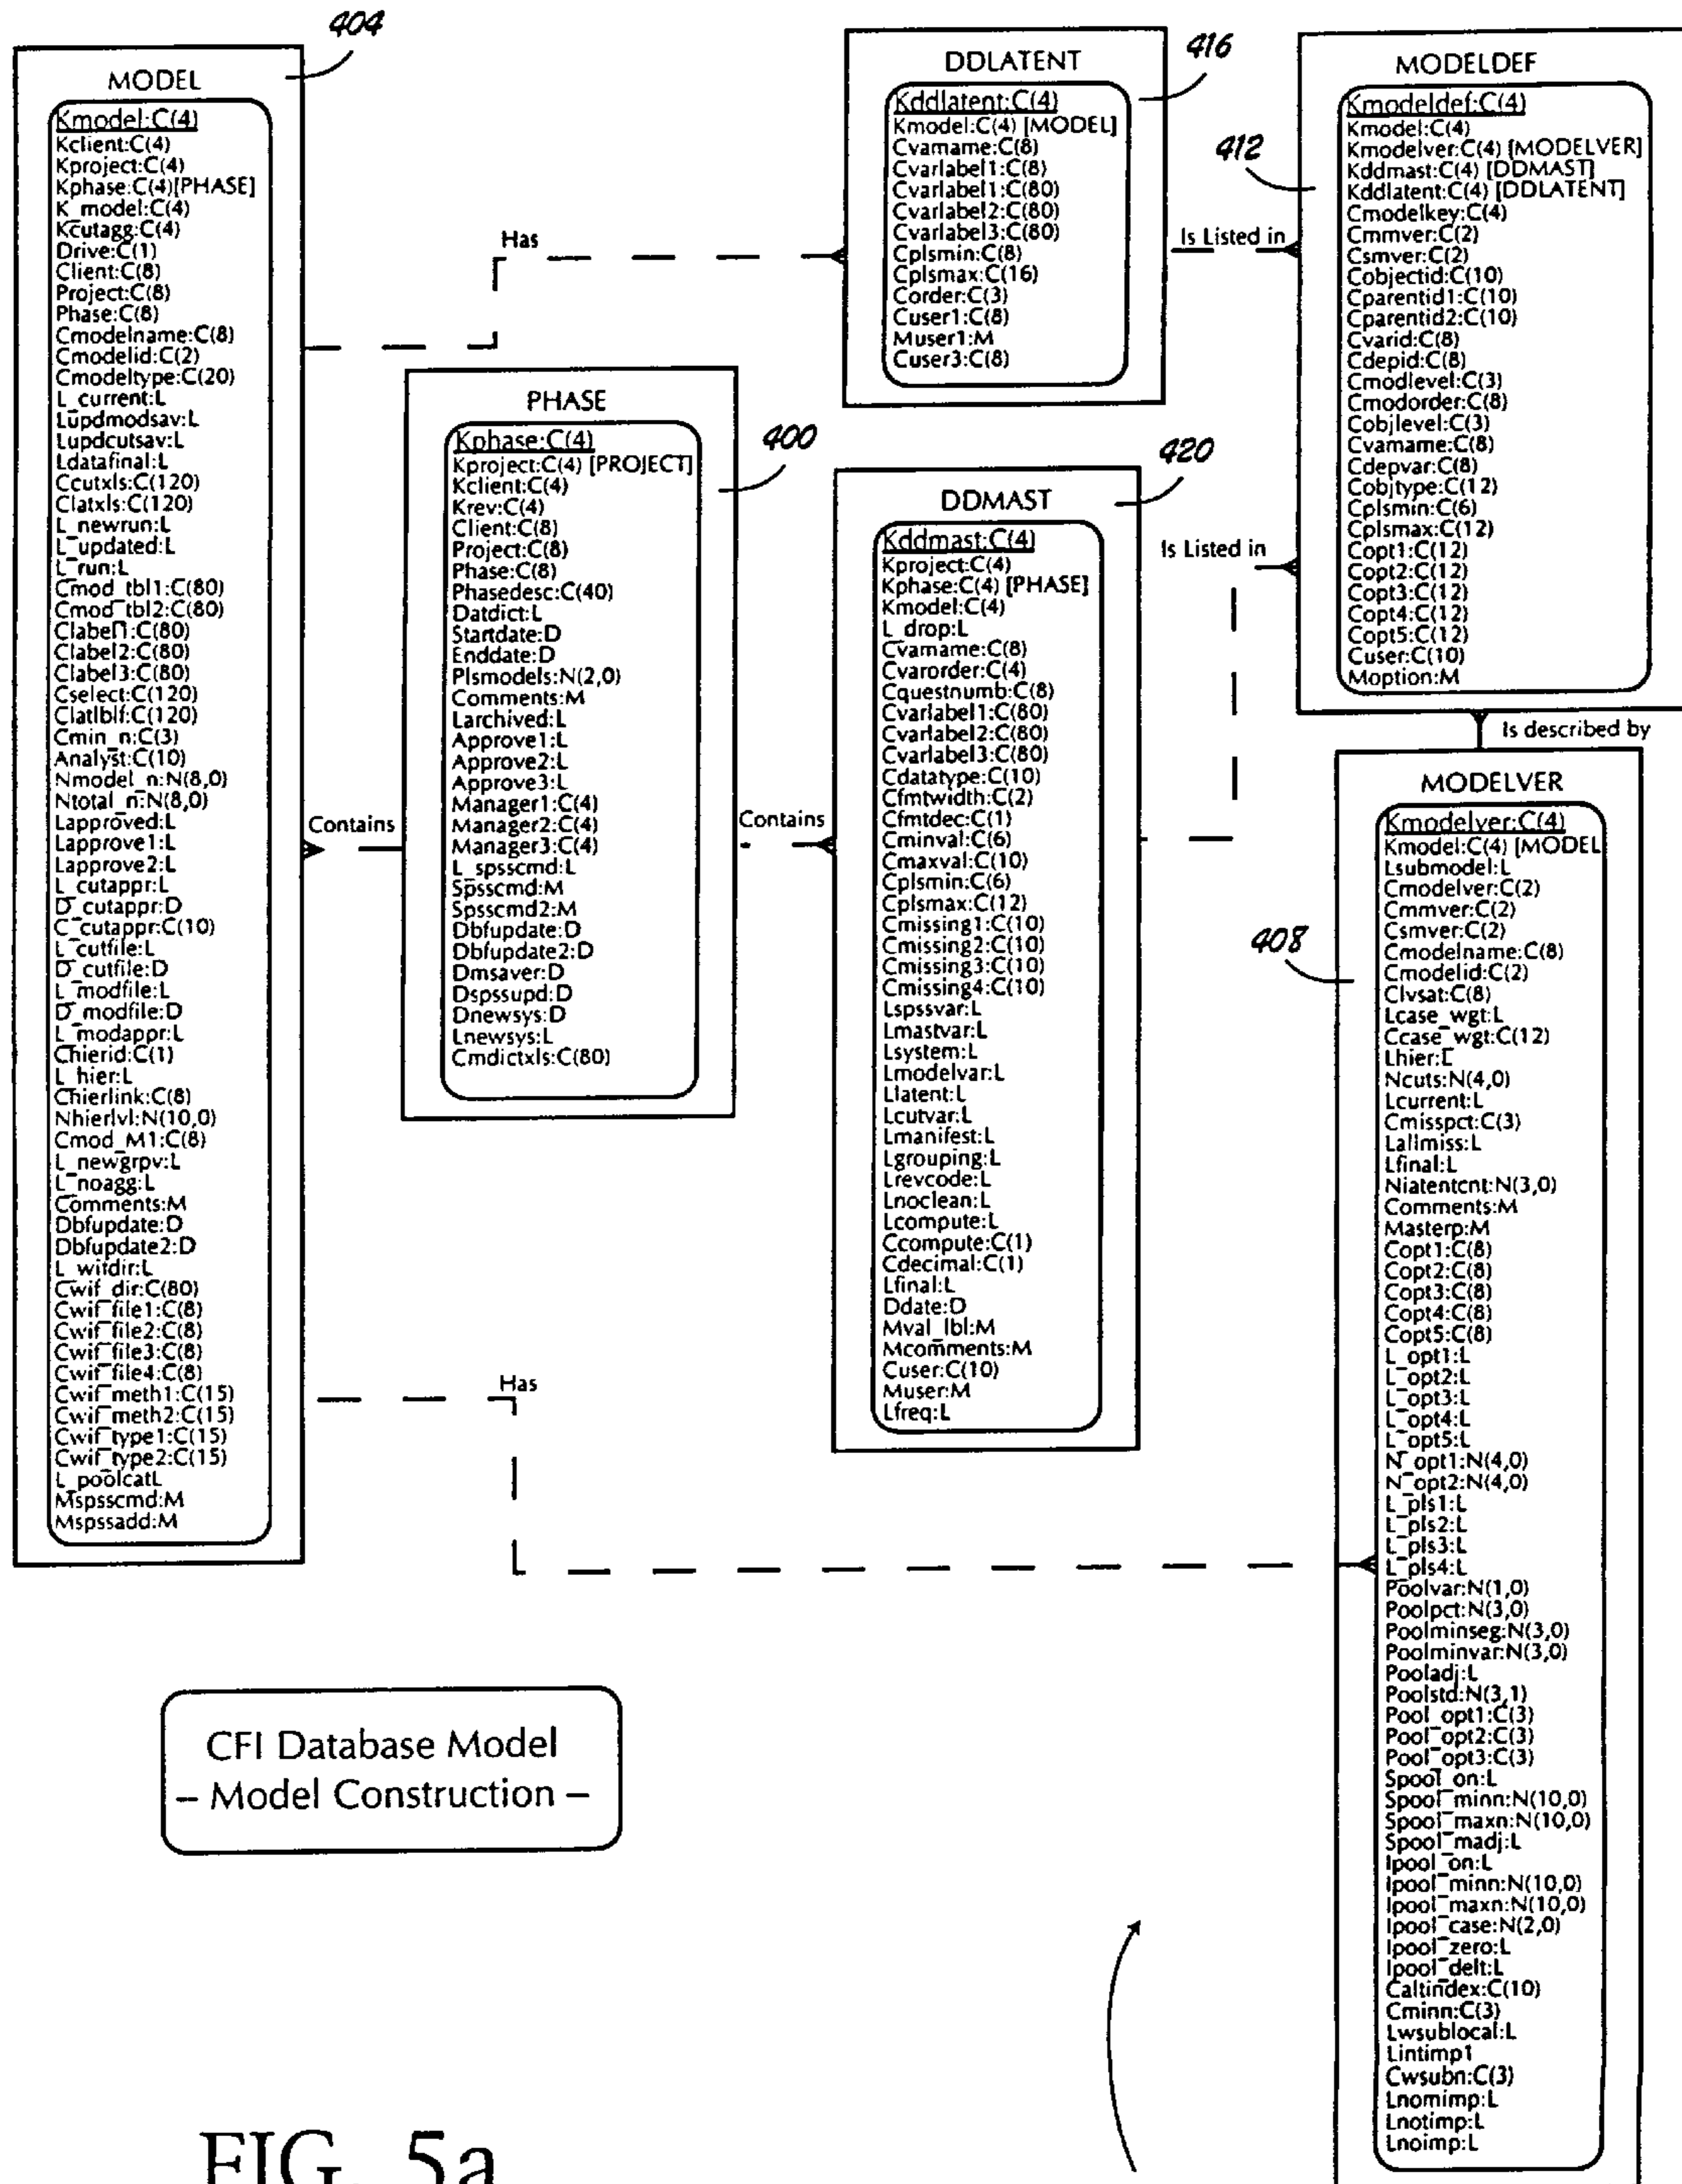 404
MODEL
Kmodel:C(4)
Kclient:C(4)
Kproject:C(4)
Kphase:C(4)[PHASE]
K_model:C(4)
Kcutagg:C(4)
Drive:C(1)
Client:C(8)
Project:C(8)
Phase:C(8)
Cmodelname:C(8)
Cmodelid:C(2)
Cmodeltype:C(20)
L_current:L
Lupdmodsav:L
Lupdcutsav:L
Ldatafinal:L
Ccutxls:C(120)
Clatxls:C(120)
L_newrun:L
L_updated:L
L_run:L
Cmod_tbl1:C(80)
Cmod_tbl2:C(80)
Clabel1:C(80)
Clabel2:C(80)
Clabel3:C(80)
Cselect:C(120)
Clatlblf:C(120)
Cmin_n:C(3)
Analyst:C(10)
Nmodel_n:N(8,0)
Ntotal_n:N(8,0)
Lapproved:L
Lapprove1:L
Lapprove2:L
L_cutappr:L
D_cutappr:D
C_cutappr:C(10)
L_cutfile:L
D_cutfile:D
L_modfile:L
D_modfile:D
L_modappr:L
Chierid:C(1)
L_hier:L
Chierlink:C(8)
Nhierlvl:N(10,0)
Cmod_M1:C(8)
L_newgrpv:L
L_noagg:L
Comments:M
Dbfupdate:D
Dbfupdate2:D
L_wifdir:L
Cwif_dir:C(80)
Cwif_file1:C(8)
Cwif_file2:C(8)
Cwif_file3:C(8)
Cwif_file4:C(8)
Cwif_meth1:C(15)
Cwif_meth2:C(15)
Cwif_type1:C(15)
Cwif_type2:C(15)
L_poolcatL
Mspsscmd:M
Mspssadd:M
Has
Contains
Has
PHASE
400
Kphase:C(4)
Kproject:C(4) [PROJECT]
Kclient:C(4)
Krev:C(4)
Client:C(8)
Project:C(8)
Phase:C(8)
Phasedesc:C(40)
Datdict:L
Startdate:D
Enddate:D
Plsmodels:N(2,0)
Comments:M
Larchived:L
Approve1:L
Approve2:L
Approve3:L
Manager1:C(4)
Manager2:C(4)
Manager3:C(4)
L_spsscmd:L
Spsscmd:M
Spsscmd2:M
Dbfupdate:D
Dbfupdate2:D
Dmsaver:D
Dspssupd:D
Dnewsys:D
Lnewsys:L
Cmdictxls:C(80)
Contains
DDLATENT
416
Kddlatent:C(4)
Kmodel:C(4) [MODEL]
Cvarname:C(8)
Cvarlabel1:C(8)
Cvarlabel1:C(80)
Cvarlabel2:C(80)
Cvarlabel3:C(80)
Cplsmin:C(8)
Cplsmax:C(16)
Corder:C(3)
Cuser1:C(8)
Muser1:M
Cuser3:C(8)
Is Listed in
DDMAST
420
Kddmast:C(4)
Kproject:C(4)
Kphase:C(4) [PHASE]
Kmodel:C(4)
L_drop:L
Cvarname:C(8)
Cvarorder:C(4)
Cquestnumb:C(8)
Cvarlabel1:C(80)
Cvarlabel2:C(80)
Cvarlabel3:C(80)
Cdatatype:C(10)
Cfmtwidth:C(2)
Cfmtdec:C(1)
Cminval:C(6)
Cmaxval:C(10)
Cplsmin:C(6)
Cplsmax:C(12)
Cmissing1:C(10)
Cmissing2:C(10)
Cmissing3:C(10)
Cmissing4:C(10)
Lspssvar:L
Lmastvar:L
Lsystem:L
Lmodelvar:L
Llatent:L
Lcutvar:L
Lmanifest:L
Lgrouping:L
Lrevcode:L
Lnoclean:L
Lcompute:L
Ccompute:C(1)
Cdecimal:C(1)
Lfinal:L
Ddate:D
Mval_lbl:M
Mcomments:M
Cuser:C(10)
Muser:M
Lfreq:L
Is Listed in
MODELDEF
412
Kmodeldef:C(4)
Kmodel:C(4)
Kmodelver:C(4) [MODELVER]
Kddmast:C(4) [DDMAST]
Kddlatent:C(4) [DDLATENT]
Cmodelkey:C(4)
Cmmver:C(2)
Csmver:C(2)
Cobjectid:C(10)
Cparentid1:C(10)
Cparentid2:C(10)
Cvarid:C(8)
Cdepid:C(8)
Cmodlevel:C(3)
Cmodorder:C(8)
Cobjlevel:C(3)
Cvarname:C(8)
Cdepvar:C(8)
Cobjtype:C(12)
Cplsmin:C(6)
Cplsmax:C(12)
Copt1:C(12)
Copt2:C(12)
Copt3:C(12)
Copt4:C(12)
Copt5:C(12)
Cuser:C(10)
Moption:M
Is described by
MODELVER
408
Kmodelver:C(4)
Kmodel:C(4) [MODEL
Lsubmodel:L
Cmodelver:C(2)
Cmmver:C(2)
Csmver:C(2)
Cmodelname:C(8)
Cmodelid:C(2)
Clvsat:C(8)
Lcase_wgt:L
Ccase_wgt:C(12)
Lhier:L
Ncuts:N(4,0)
Lcurrent:L
Cmisspct:C(3)
Lallmiss:L
Lfinal:L
Niatentcnt:N(3,0)
Comments:M
Masterp:M
Copt1:C(8)
Copt2:C(8)
Copt3:C(8)
Copt4:C(8)
Copt5:C(8)
L_opt1:L
L_opt2:L
L_opt3:L
L_opt4:L
L_opt5:L
N_opt1:N(4,0)
N_opt2:N(4,0)
L_pls1:L
L_pls2:L
L_pls3:L
L_pls4:L
Poolvar:N(1,0)
Poolpct:N(3,0)
Poolminseg:N(3,0)
Poolminvar:N(3,0)
Pooladj:L
Poolstd:N(3,1)
Pool_opt1:C(3)
Pool_opt2:C(3)
Pool_opt3:C(3)
Spool_on:L
Spool_minn:N(10,0)
Spool_maxn:N(10,0)
Spool_madj:L
Ipool_on:L
Ipool_minn:N(10,0)
Ipool_maxn:N(10,0)
Ipool_case:N(2,0)
Ipool_zero:L
Ipool_delt:L
Caltindex:C(10)
Cminn:C(3)
Lwsublocal:L
Lintimp1
Cwsubn:C(3)
Lnomimp:L
Lnotimp:L
Lnoimp:L
CFI Database Model
– Model Construction –
FIG. 5a